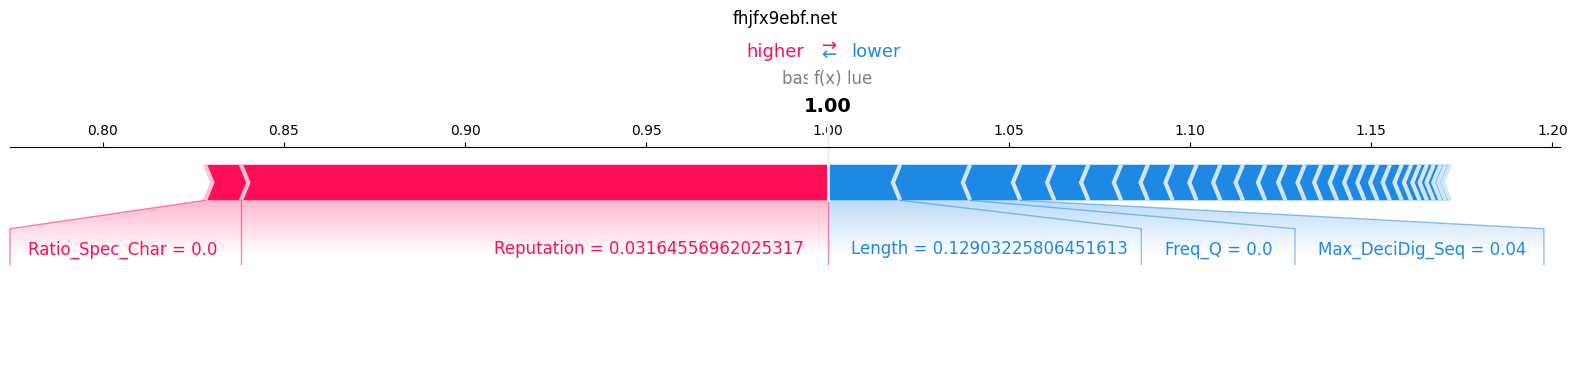 fhjfx9ebf.net
higher ⇄ lower
f(x)
1.00
0.80 0.85 0.90 0.95 1.00 1.05 1.10 1.15 1.20
Ratio_Spec_Char = 0.0 Reputation = 0.03164556962025317 Length = 0.12903225806451613 Freq_Q = 0.0 Max_DeciDig_Seq = 0.04